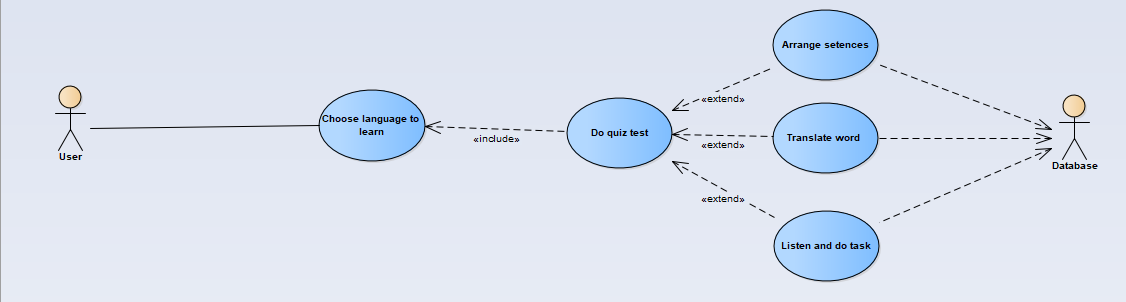 Arrange setences
«extend»
User
Choose language to
learn
«include»
Do quiz test
«extend»
Translate word
Database
«extend»
Listen and do task